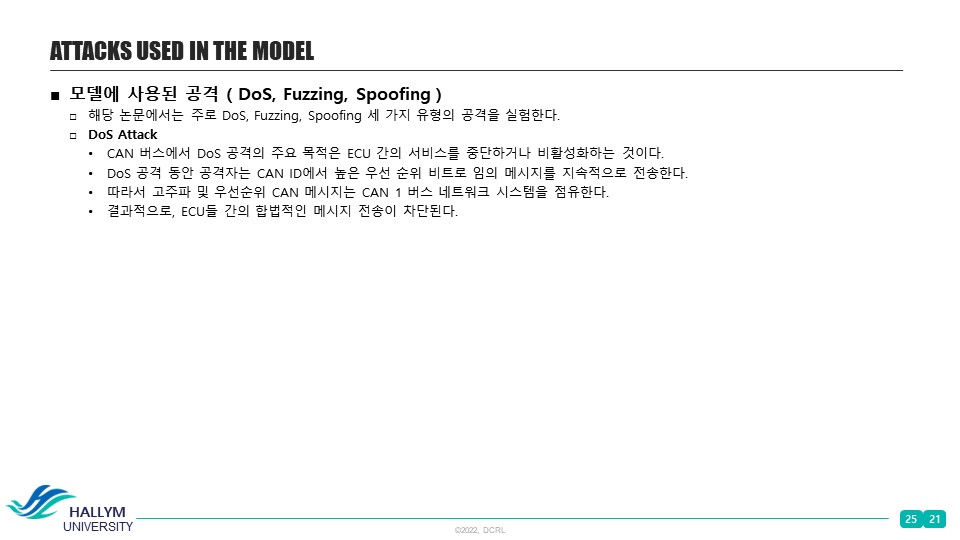 ATTACKS USED IN THE MODEL
■ 모델에 사용된 공격 ( DoS, Fuzzing, Spoofing )
□ 해당 논문에서는 주로 DoS, Fuzzing, Spoofing 세 가지 유형의 공격을 실험한다.
□ DoS Attack
• CAN 버스에서 DoS 공격의 주요 목적은 ECU 간의 서비스를 중단하거나 비활성화하는 것이다.
• DoS 공격 동안 공격자는 CAN ID에서 높은 우선 순위 비트로 임의 메시지를 지속적으로 전송한다.
• 따라서 고주파 및 우선순위 CAN 메시지는 CAN 1 버스 네트워크 시스템을 점유한다.
• 결과적으로, ECU들 간의 합법적인 메시지 전송이 차단된다.
HALLYM
UNIVERSITY
©2022, DCRL
25 21